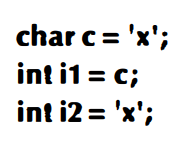 char c = 'x';
int i1 = c;
int i2 = 'x';